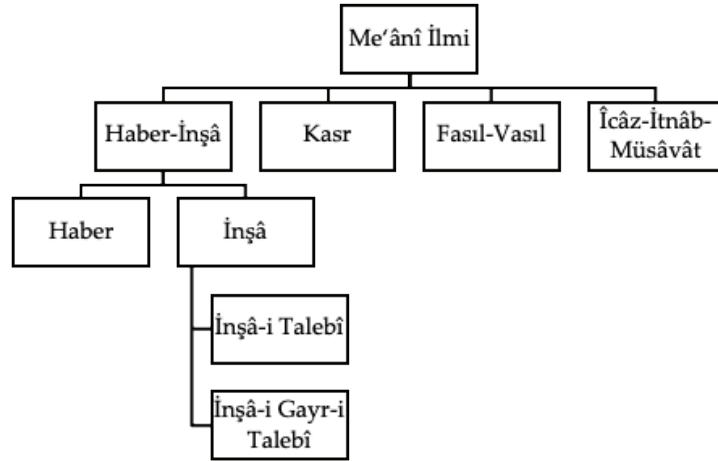 Me‘ânî İlmi
Haber-İnşâ
Kasr
Fasıl-Vasıl
Îcâz-İtnâb-
Müsâvât
Haber
İnşâ
İnşâ-i Talebî
İnşâ-i Gayr-i
Talebî